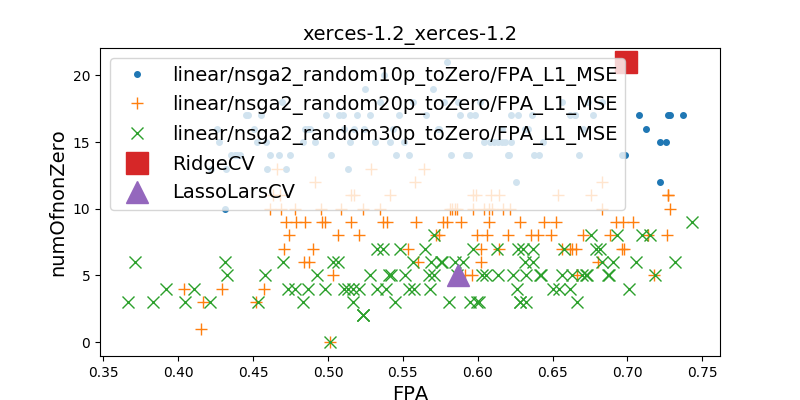 xerces-1.2_xerces-1.2
linear/nsga2_random10p_toZero/FPA_L1_MSE
linear/nsga2_random20p_toZero/FPA_L1_MSE
linear/nsga2_random30p_toZero/FPA_L1_MSE
RidgeCV
LassoLarsCV
numOfnonZero
20
15
10
5
0
0.35 0.40 0.45 0.50 0.55 0.60 0.65 0.70 0.75
FPA